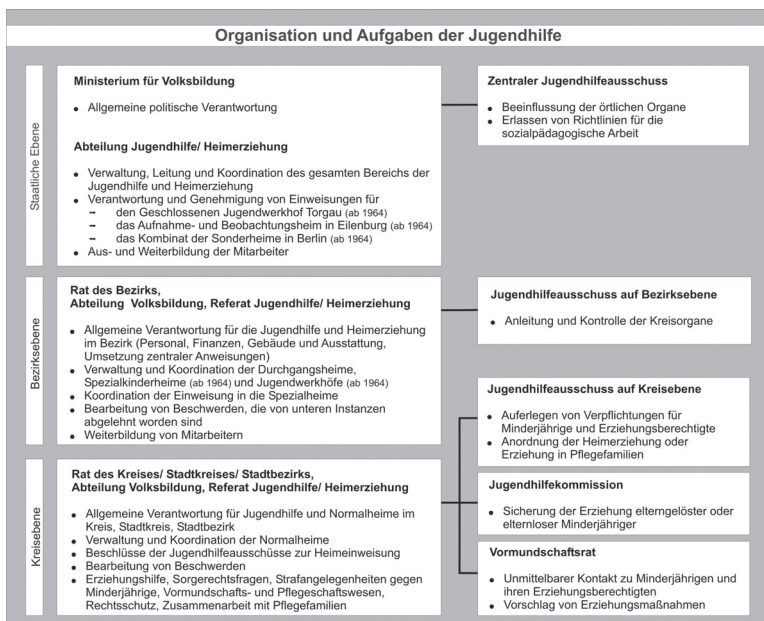 Organisation und Aufgaben der Jugendhilfe
Staatliche Ebene
Ministerium für Volksbildung
● Allgemeine politische Verantwortung
Abteilung Jugendhilfe/ Heimerziehung
● Verwaltung, Leitung und Koordination des gesamten Bereichs der
Jugendhilfe und Heimerziehung
● Verantwortung und Genehmigung von Einweisungen für
– den Geschlossenen Jugendwerkhof Torgau (ab 1964)
– das Aufnahme- und Beobachtungsheim in Eilenburg (ab 1964)
– das Kombinat der Sonderheime in Berlin (ab 1964)
● Aus- und Weiterbildung der Mitarbeiter
Zentraler Jugendhilfeausschuss
● Beeinflussung der örtlichen Organe
● Erlassen von Richtlinien für die
sozialpädagogische Arbeit
Bezirksebene
Rat des Bezirks,
Abteilung Volksbildung, Referat Jugendhilfe/ Heimerziehung
● Allgemeine Verantwortung für die Jugendhilfe und Heimerziehung
im Bezirk (Personal, Finanzen, Gebäude und Ausstattung,
Umsetzung zentraler Anweisungen)
● Verwaltung und Koordination der Durchgangsheime,
Spezialkinderheime (ab 1964) und Jugendwerkhöfe (ab 1964)
● Koordination der Einweisung in die Spezialheime
● Bearbeitung von Beschwerden, die von unteren Instanzen
abgelehnt worden sind
● Weiterbildung von Mitarbeitern
Jugendhilfeausschuss auf Bezirksebene
● Anleitung und Kontrolle der Kreisorgane
Kreisebene
Rat des Kreises/ Stadtkreises/ Stadtbezirks,
Abteilung Volksbildung, Referat Jugendhilfe/ Heimerziehung
● Allgemeine Verantwortung für Jugendhilfe und Normalheime im
Kreis, Stadtkreis, Stadtbezirk
● Verwaltung und Koordination der Normalheime
● Beschlüsse der Jugendhilfeausschüsse zur Heimeinweisung
● Bearbeitung von Beschwerden
● Erziehungshilfe, Sorgerechtsfragen, Strafangelegenheiten gegen
Minderjährige, Vormundschafts- und Pflegeschaftswesen,
Rechtsschutz, Zusammenarbeit mit Pflegefamilien
Jugendhilfeausschuss auf Kreisebene
● Auferlegen von Verpflichtungen für
Minderjährige und Erziehungsberechtigte
● Anordnung der Heimerziehung oder
Erziehung in Pflegefamilien
Jugendhilfekommission
● Sicherung der Erziehung elterngelöster oder
elternloser Minderjähriger
Vormundschaftsrat
● Unmittelbarer Kontakt zu Minderjährigen und
ihren Erziehungsberechtigten
● Vorschlag von Erziehungsmaßnahmen